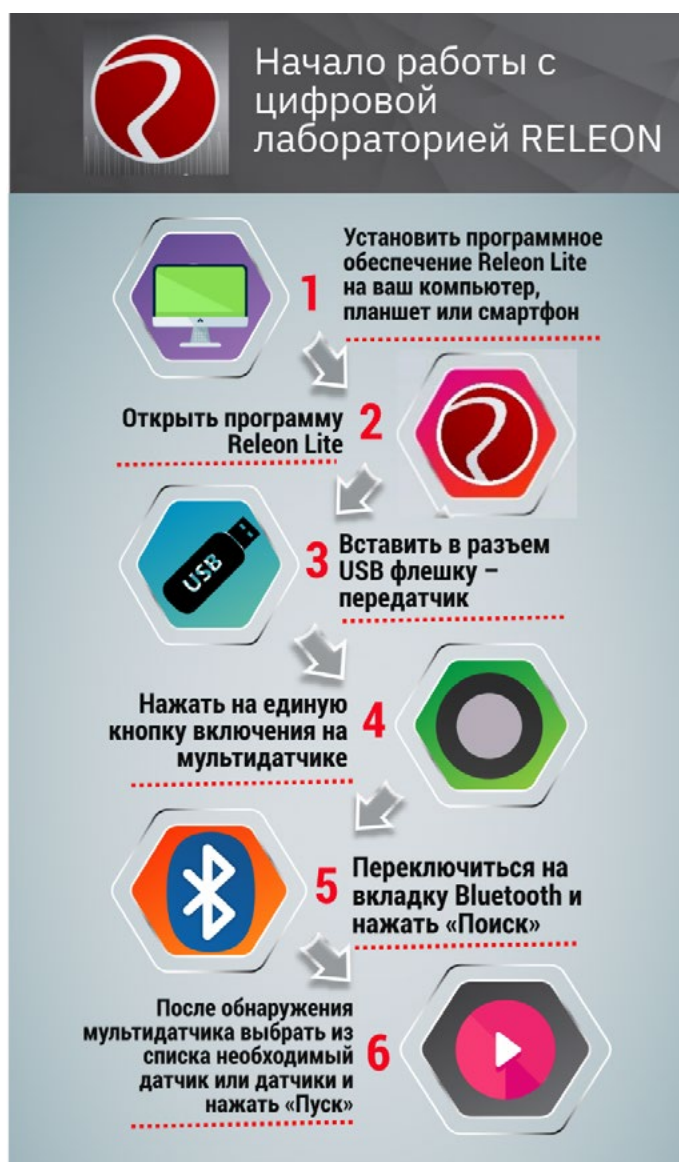 Начало работы с
цифровой
лабораторией RELEON
1
Установить программное
обеспечение Releon Lite
на ваш компьютер,
планшет или смартфон
Открыть программу
Releon Lite
2
USB
3
Вставить в разъем
USB флешку –
передатчик
Нажать на единую
кнопку включения на
мультидатчике
4
5
Переключиться на
вкладку Bluetooth и
нажать «Поиск»
После обнаружения
мультидатчика выбрать из
списка необходимый
датчик или датчики и
нажать «Пуск»
6